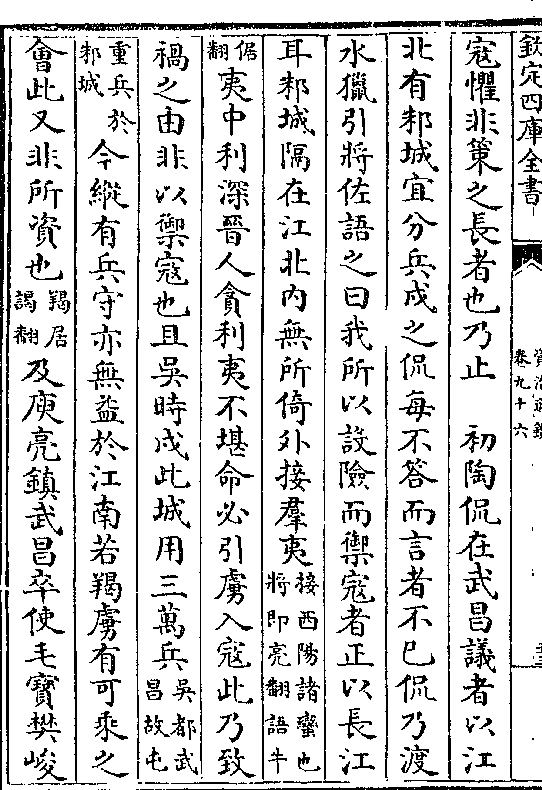 欽定四庫全書
資治通鑑
卷九十六
寇懼非策之長者也乃止　初陶侃在武昌議者以江
北有邾城宜分兵戍之侃每不答而言者不已侃乃渡
水獵引將佐語之曰我所以設險而禦寇者正以長江
耳邾城隔在江北內無所倚外接羣夷接西陽諸蠻也將即亮翻語牛
倨翻夷中利深晉人貪利夷不堪命必引虜入寇此乃致
禍之由非以禦寇也且吳時戍此城用三萬兵吳都武昌故屯
重兵於邾城今縱有兵守亦無益於江南若羯虜有可乘之
會此又非所資也羯居謁翻及庾亮鎮武昌卒使毛寶樊峻